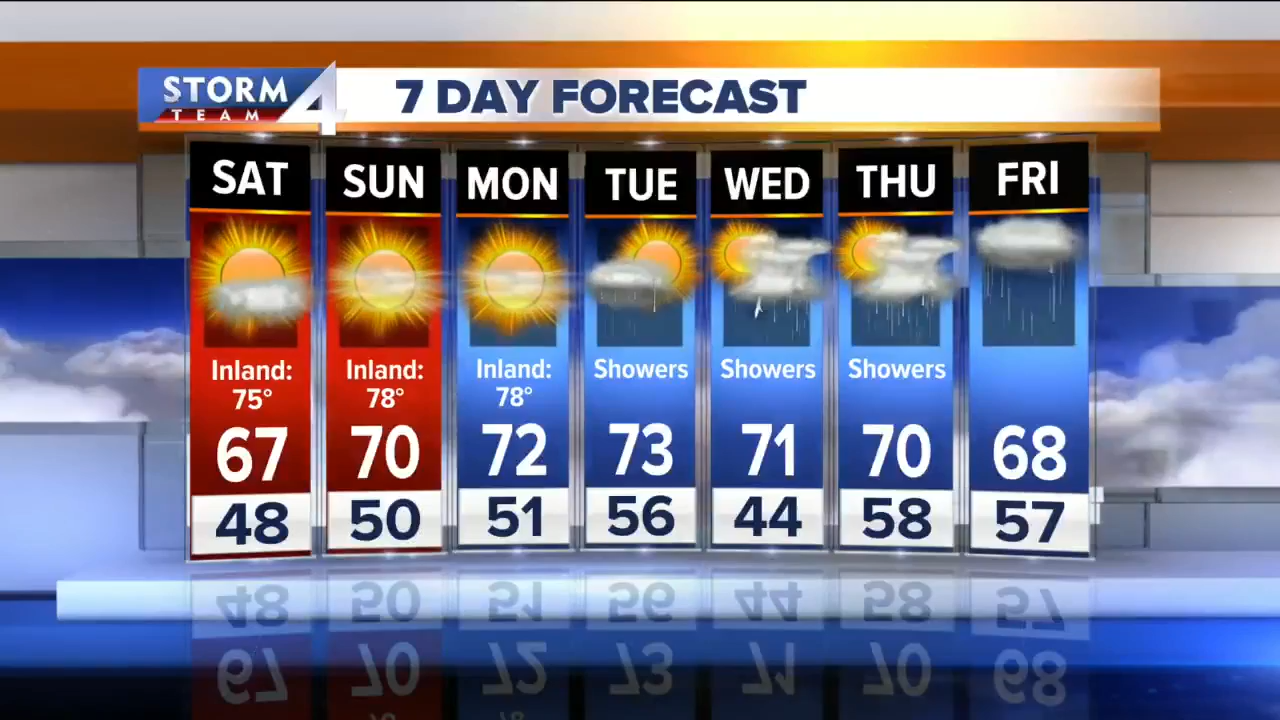 STORM
TEAM
4
7 DAY FORECAST
SAT
SUN
MON
TUE
WED
THU
FRI
Inland:
75°
Inland:
78°
Inland:
78°
Showers
Showers
Showers
67
70
72
73
71
70
68
48
50
51
56
44
58
57